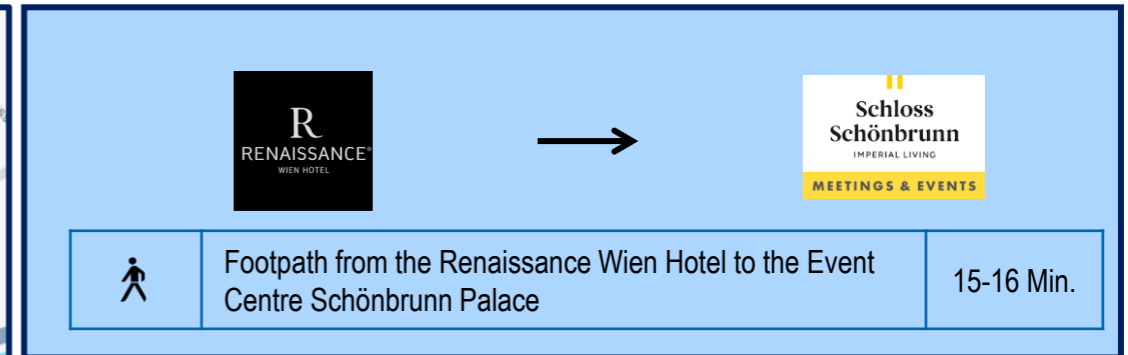 R
RENAISSANCE®
WIEN HOTEL
Schloss
Schönbrunn
IMPERIAL LIVING
MEETINGS & EVENTS
Footpath from the Renaissance Wien Hotel to the Event
Centre Schönbrunn Palace
15-16 Min.